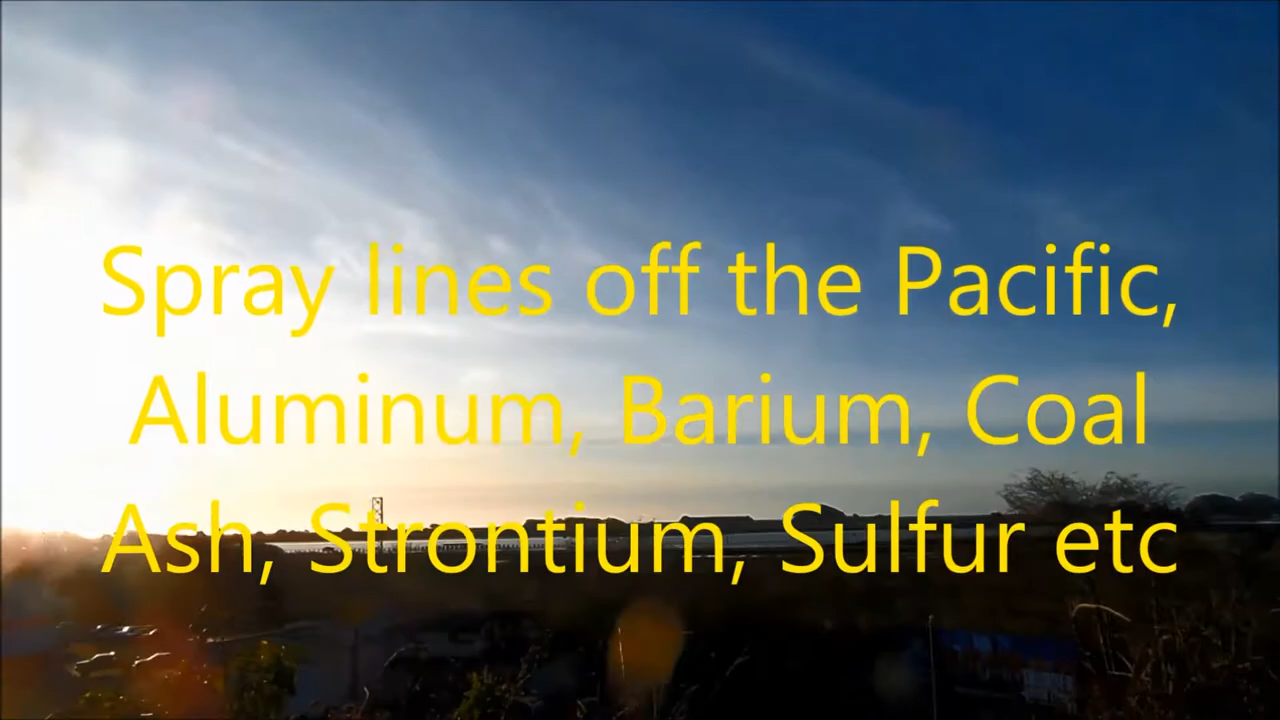 Spray lines off the Pacific,
Aluminum, Barium, Coal
Ash, Strontium, Sulfur etc